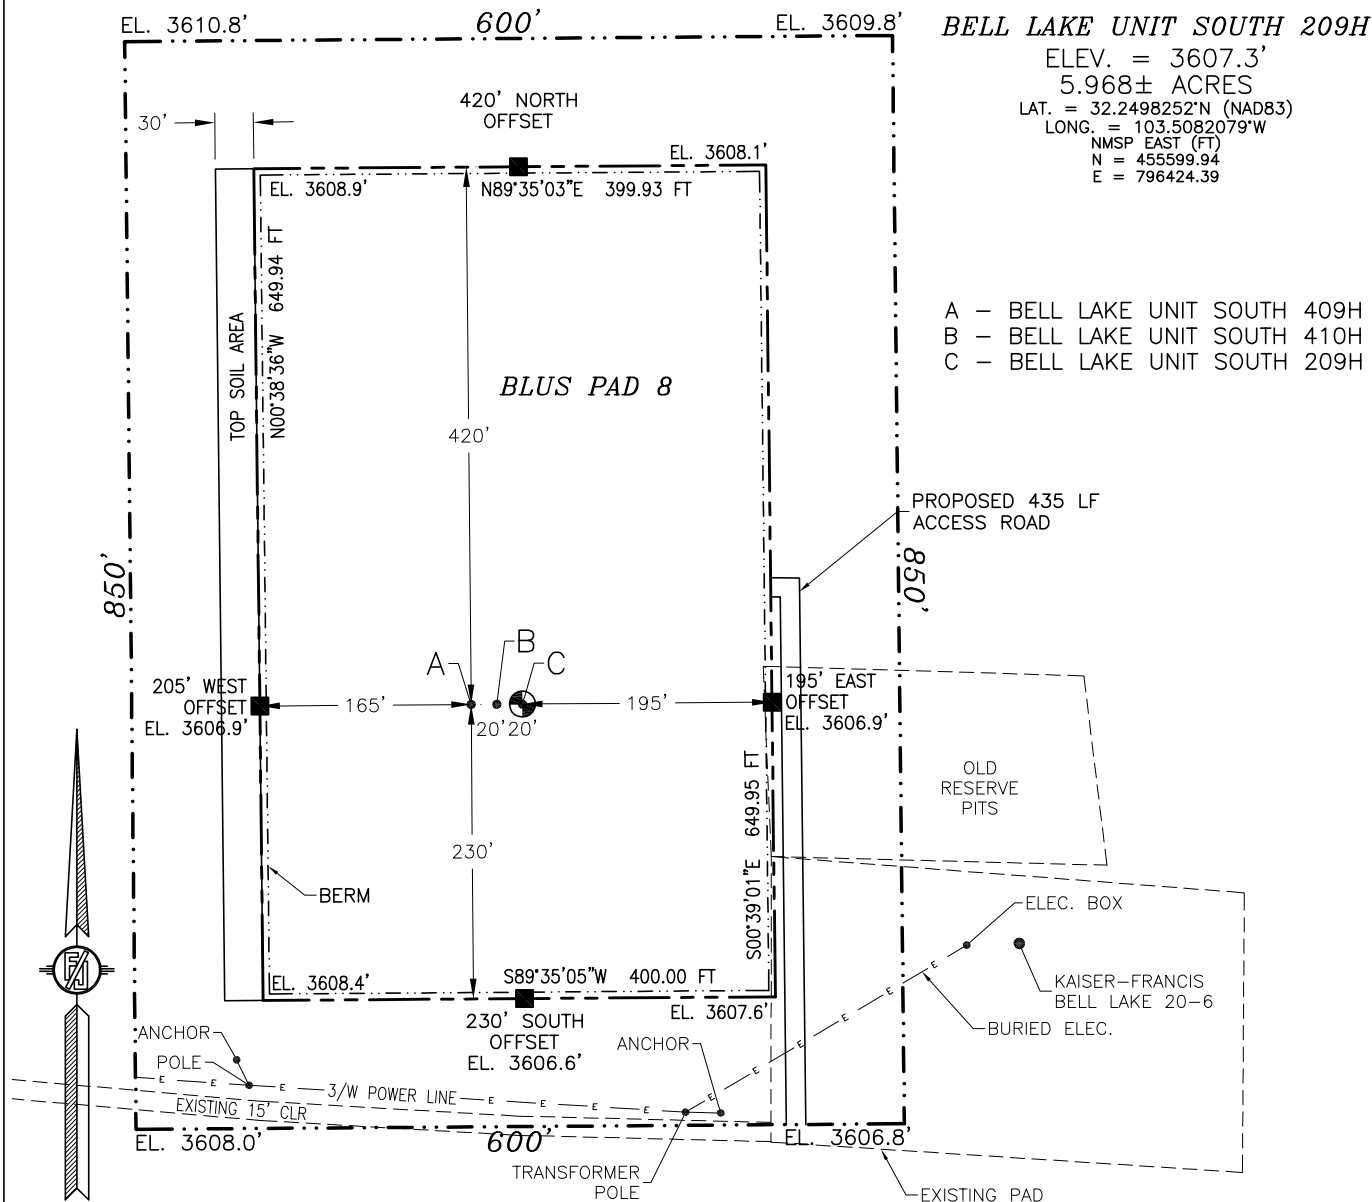 EL. 3610.8'
600'
EL. 3609.8'
BELL LAKE UNIT SOUTH 209H
ELEV. = 3607.3'
5.968± ACRES
LAT. = 32.2498252°N (NAD83)
LONG. = 103.5082079°W
NMSP EAST (FT)
N = 455599.94
E = 796424.39
30'
420' NORTH
OFFSET
EL. 3608.1'
EL. 3608.9'
N89°35'03"E 399.93 FT
TOP SOIL AREA
N00°38'36"W 649.94 FT
A – BELL LAKE UNIT SOUTH 409H
B – BELL LAKE UNIT SOUTH 410H
C – BELL LAKE UNIT SOUTH 209H
BLUS PAD 8
420'
PROPOSED 435 LF
ACCESS ROAD
850'
850'
A
B
C
205' WEST
OFFSET
EL. 3606.9'
165'
20' 20'
195'
195' EAST
OFFSET
EL. 3606.9'
OLD
RESERVE
PITS
230'
S00°39'01"E 649.95 FT
BERM
ELEC. BOX
KAISER-FRANCIS
BELL LAKE 20-6
BURIED ELEC.
EL. 3608.4'
S89°35'05"W 400.00 FT
EL. 3607.6'
230' SOUTH
OFFSET
EL. 3606.6'
ANCHOR
POLE
ANCHOR
E E E 3/W POWER LINE E E E E
E E E E E
EXISTING 15' CLR
EL. 3608.0'
600'
EL. 3606.8'
TRANSFORMER
POLE
EXISTING PAD